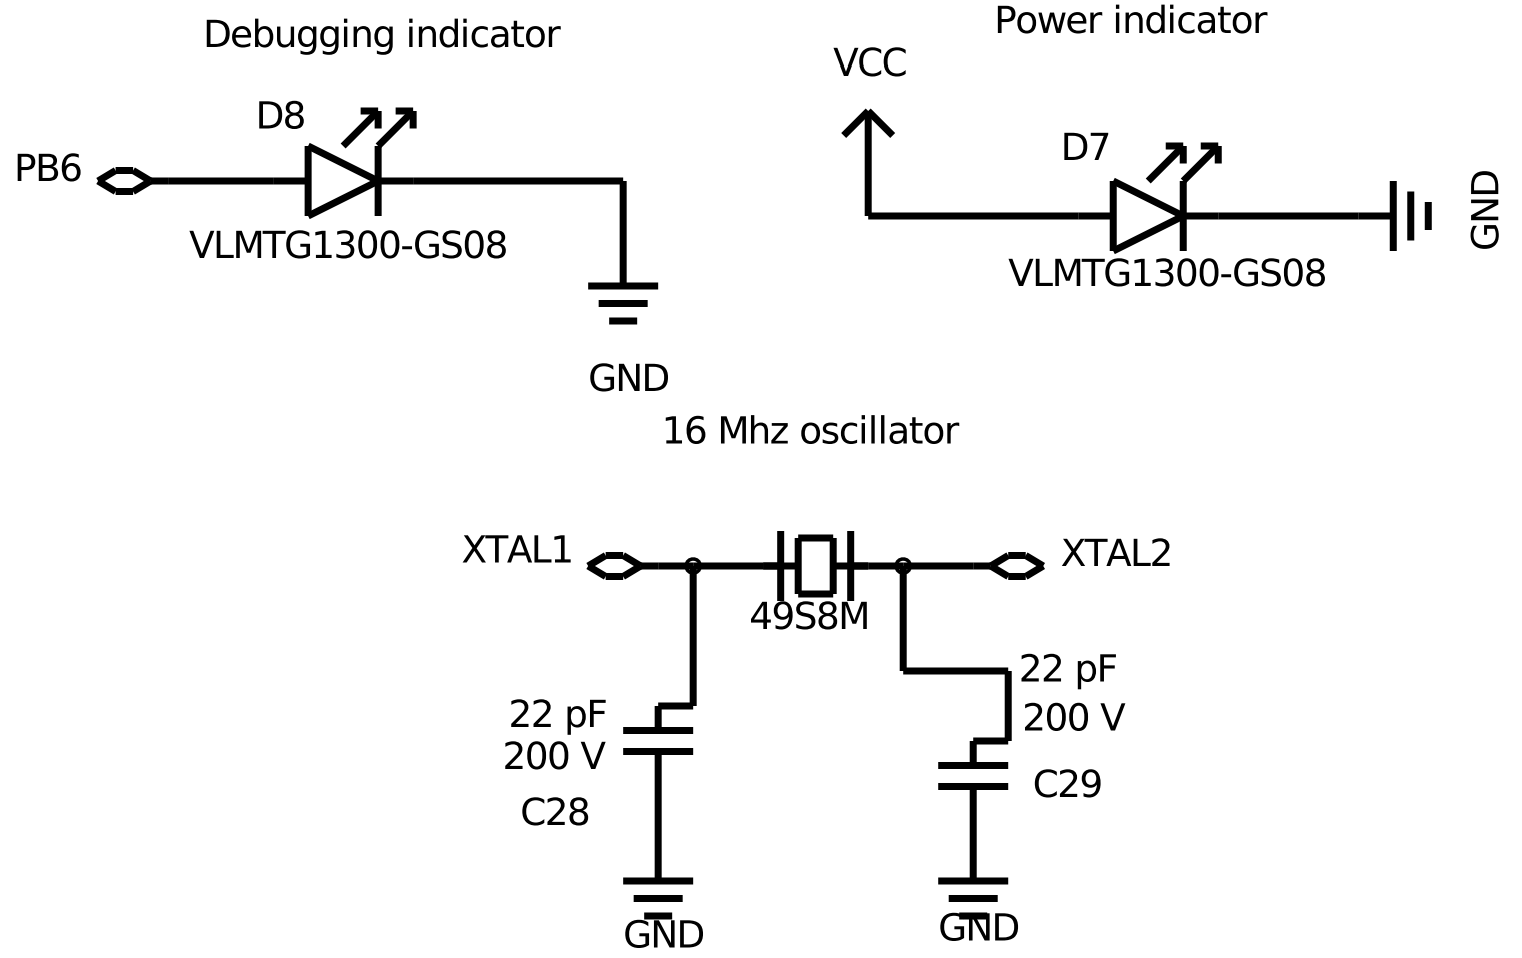 Debugging indicator
D8
PB6
VLMTG1300-GS08
GND
Power indicator
VCC
D7
VLMTG1300-GS08
GND
16 Mhz oscillator
XTAL1
XTAL2
49S8M
22 pF
200 V
C28
GND
22 pF
200 V
C29
GND